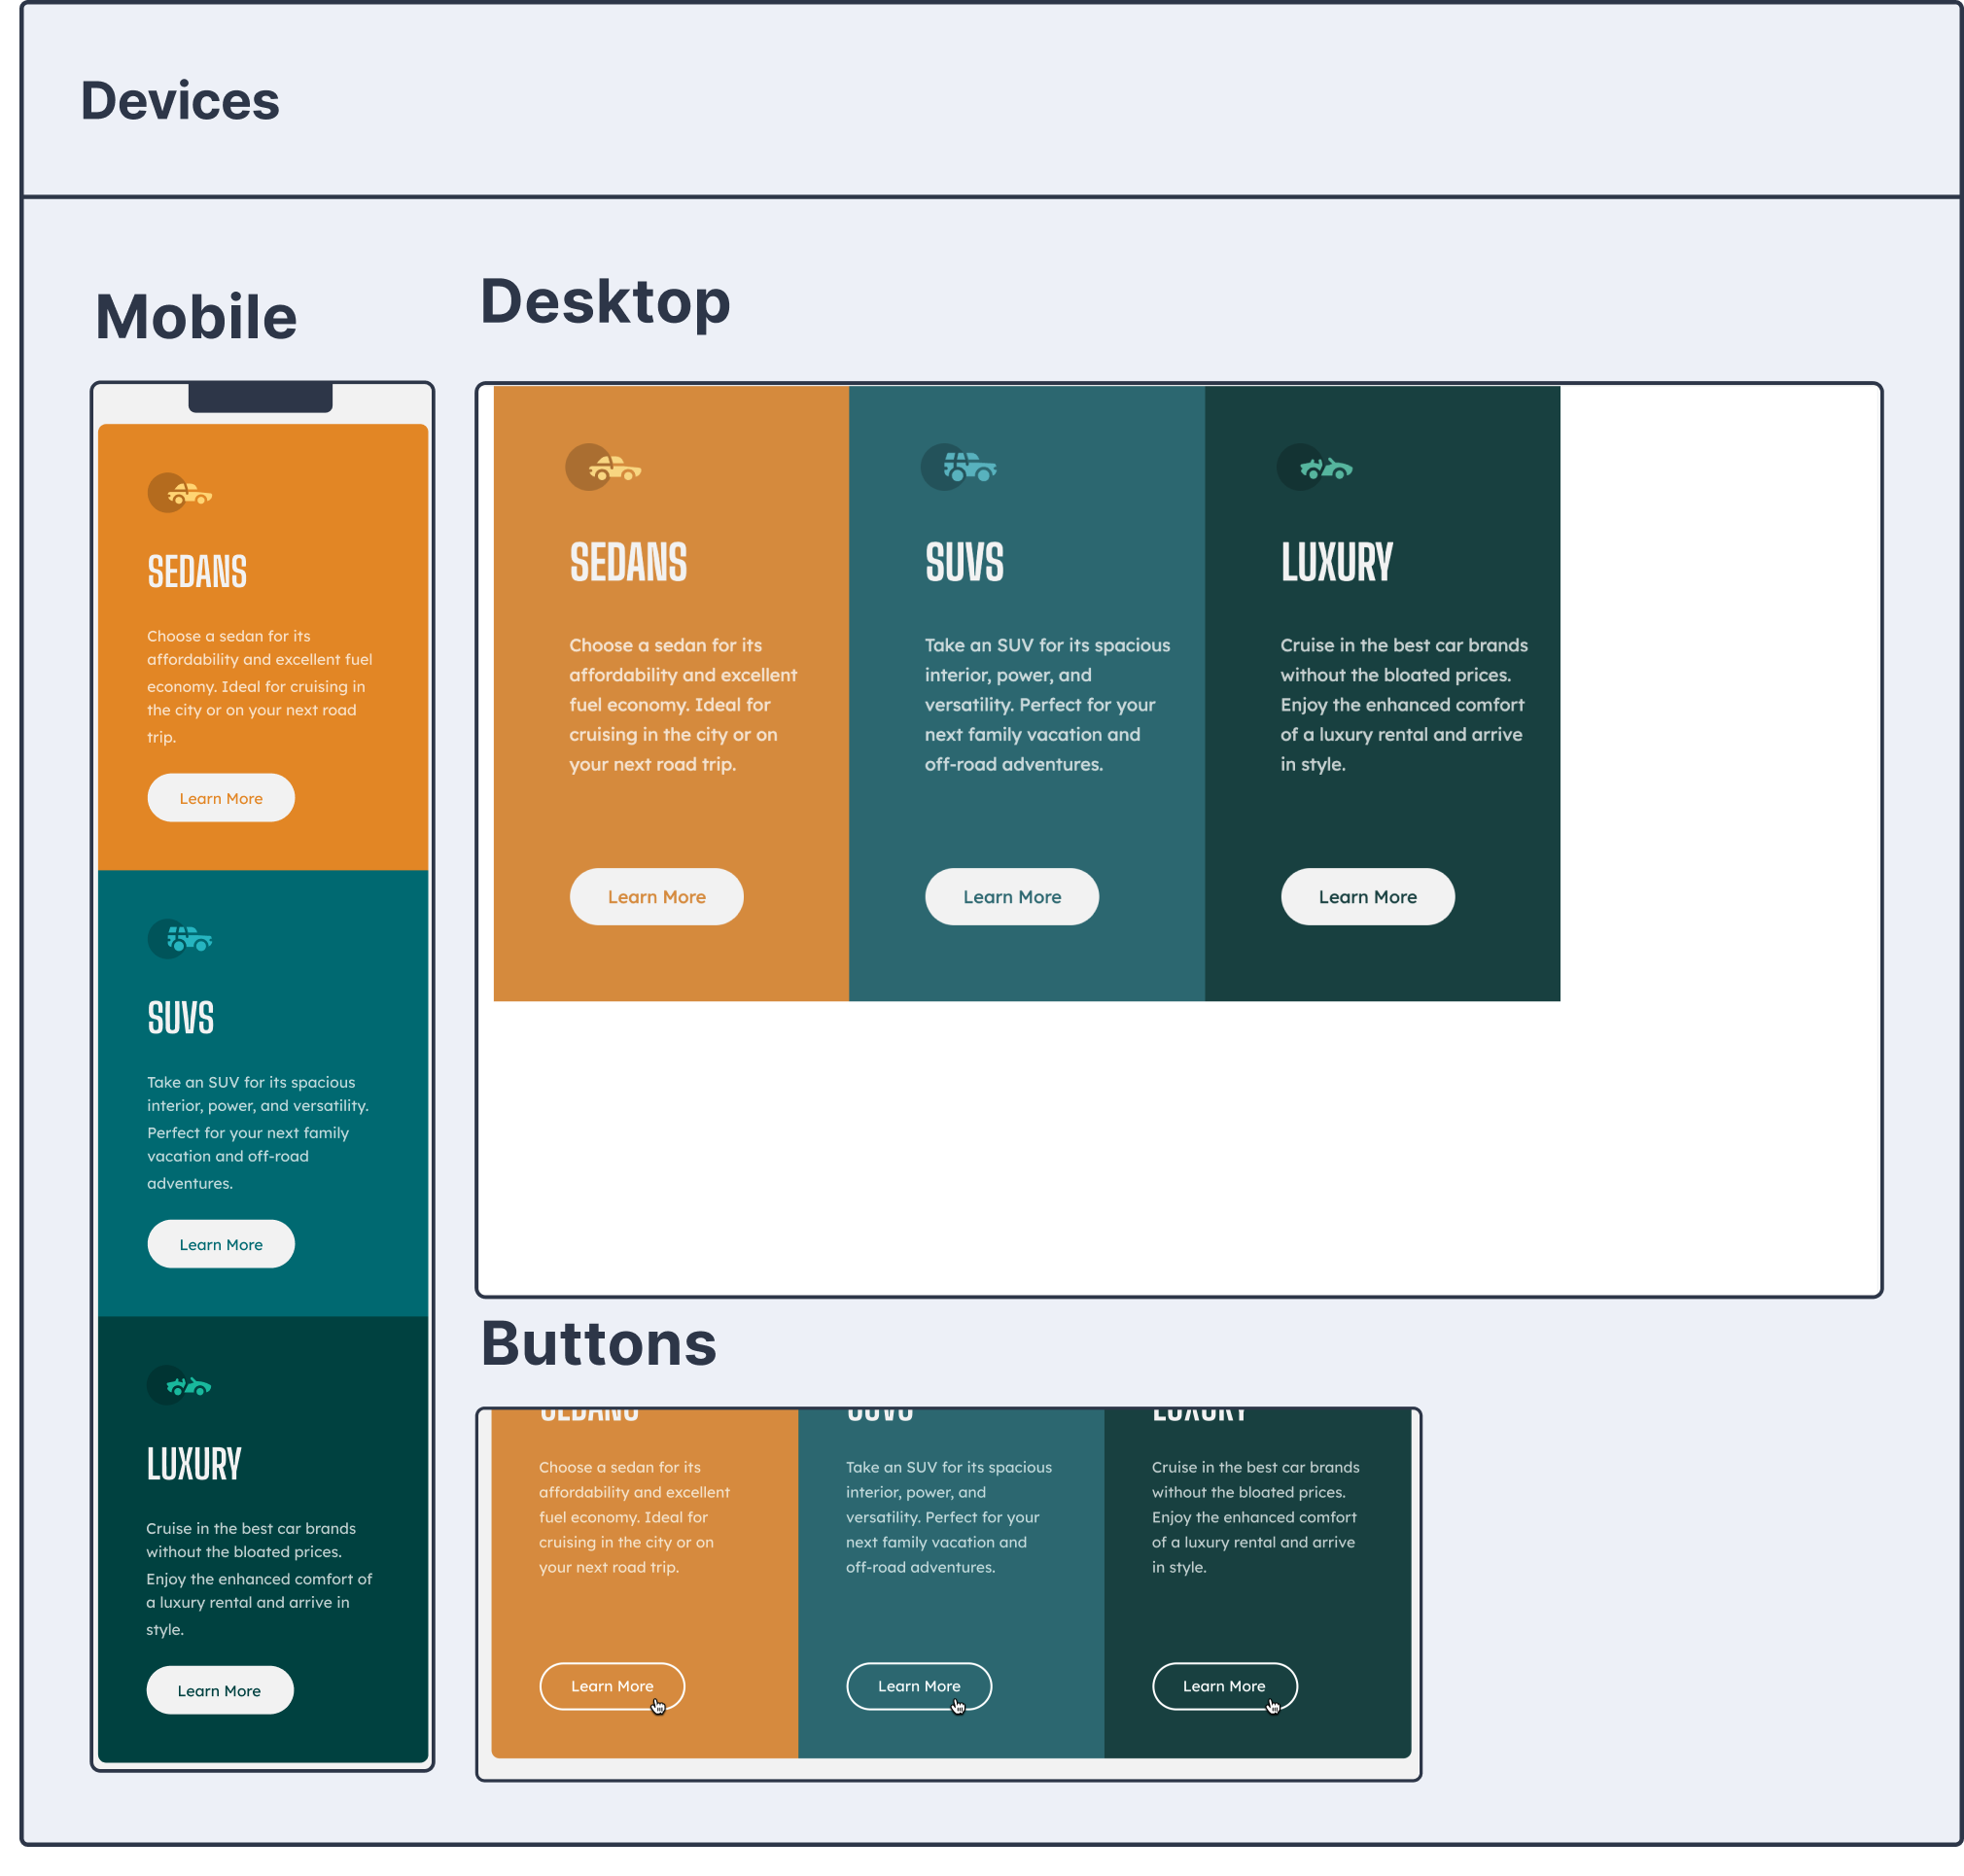 Devices
Mobile
SEDANS
Choose a sedan for its
affordability and excellent fuel
economy. Ideal for cruising in
the city or on your next road
trip.
Learn More
SUVS
Take an SUV for its spacious
interior, power, and versatility.
Perfect for your next family
vacation and off-road
adventures.
Learn More
LUXURY
Cruise in the best car brands
without the bloated prices.
Enjoy the enhanced comfort of
a luxury rental and arrive in
style.
Learn More
Desktop
SEDANS
Choose a sedan for its
affordability and excellent
fuel economy. Ideal for
cruising in the city or on
your next road trip.
Learn More
SUVS
Take an SUV for its spacious
interior, power, and
versatility. Perfect for your
next family vacation and
off-road adventures.
Learn More
LUXURY
Cruise in the best car brands
without the bloated prices.
Enjoy the enhanced comfort
of a luxury rental and arrive
in style.
Learn More
Buttons
SEDANS
Choose a sedan for its
affordability and excellent
fuel economy. Ideal for
cruising in the city or on
your next road trip.
Learn More
SUVS
Take an SUV for its spacious
interior, power, and
versatility. Perfect for your
next family vacation and
off-road adventures.
Learn More
LUXURY
Cruise in the best car brands
without the bloated prices.
Enjoy the enhanced comfort
of a luxury rental and arrive
in style.
Learn More